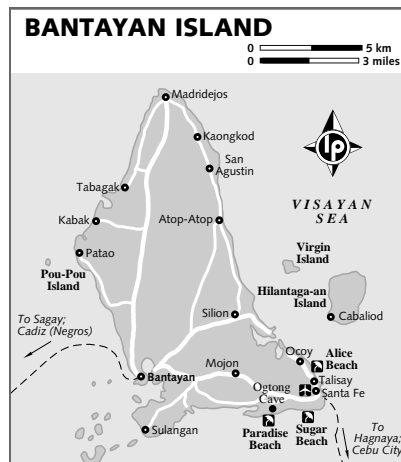 BANTAYAN ISLAND
0 5 km
0 3 miles
Madridejos
Kaongkod
San
Agustin
Tabagak
Kabak
Atop-Atop
Patao
Pou-Pou
Island
lp
VISAYAN
SEA
Virgin
Island
Hilantaga-an
Island
Cabaliod
To Sagay;
Cadiz (Negros)
Silion
Ocoy
Alice
Beach
Mojon
Bantayan
Talisay
Santa Fe
Ogtong
Cave
Sulangan
Paradise
Beach
Sugar
Beach
To
Hagnaya;
Cebu City